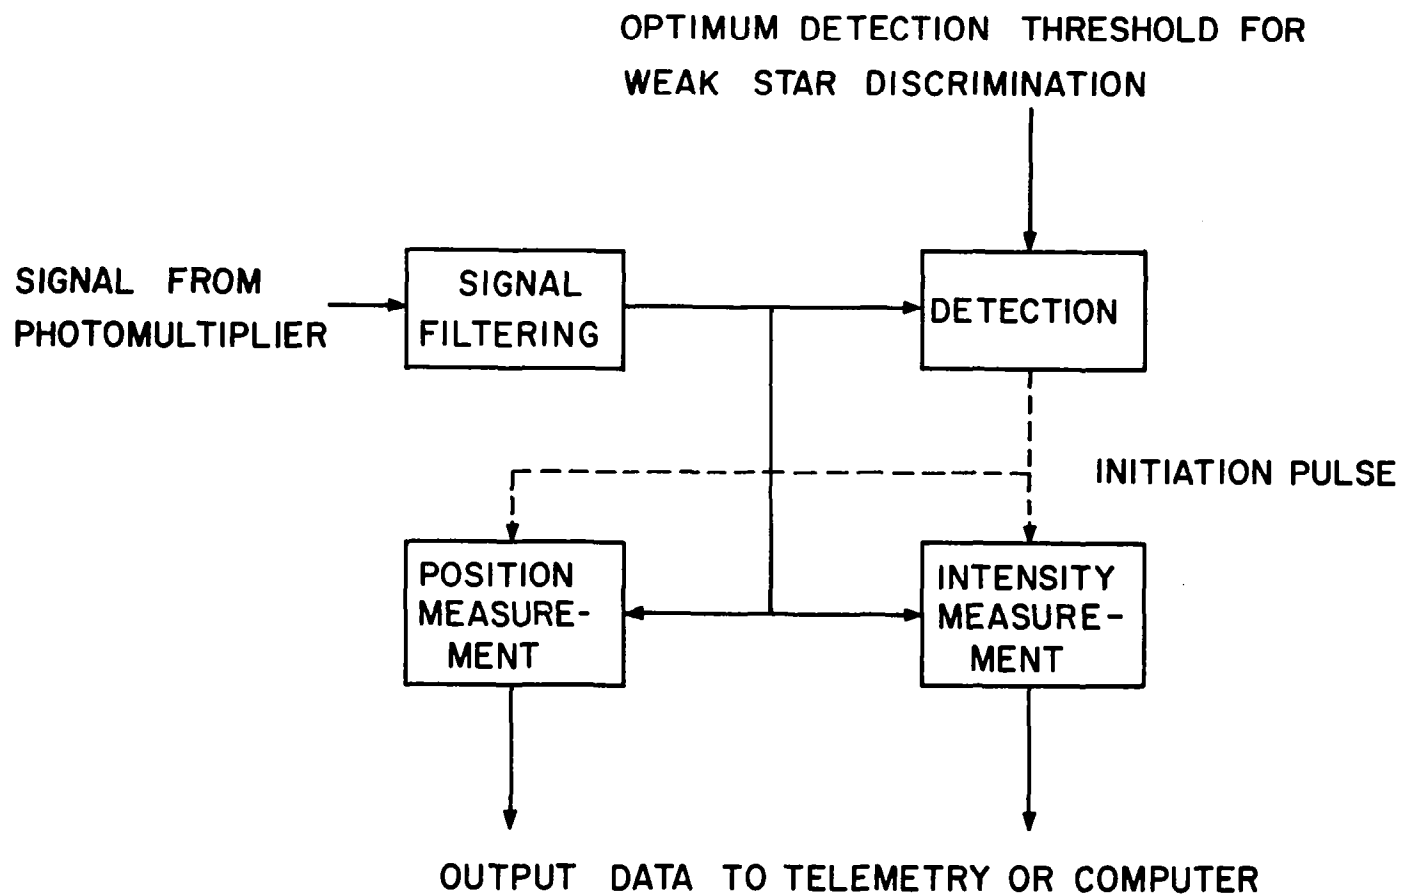 OPTIMUM DETECTION THRESHOLD FOR
WEAK STAR DISCRIMINATION
SIGNAL FROM
PHOTOMULTIPLIER
SIGNAL
FILTERING
DETECTION
INITIATION PULSE
POSITION
MEASURE-
MENT
INTENSITY
MEASURE-
MENT
OUTPUT DATA TO TELEMETRY OR COMPUTER